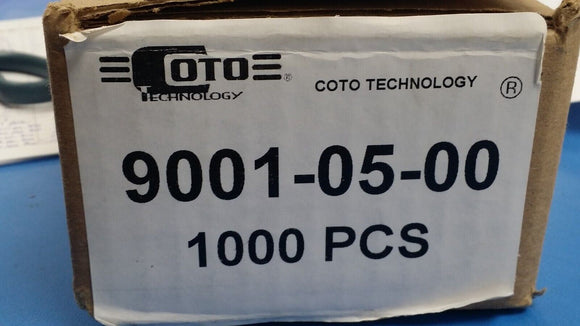 COTO
®
TECHNOLOGY
COTO TECHNOLOGY ®
9001-05-00
1000 PCS